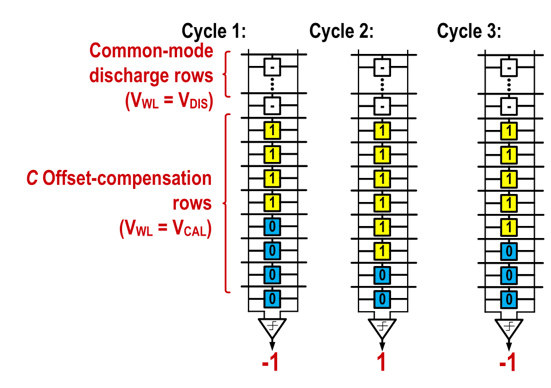 Cycle 1: Cycle 2: Cycle 3:
Common-mode
discharge rows
(VWL = VDIS)
C Offset-compensation
rows
(VWL = VCAL)
- - -
- - -
1 1 1
1 1 1
1 1 1
1 1 1
0 1 1
0 1 0
0 0 0
0 0 0
-1 1 -1